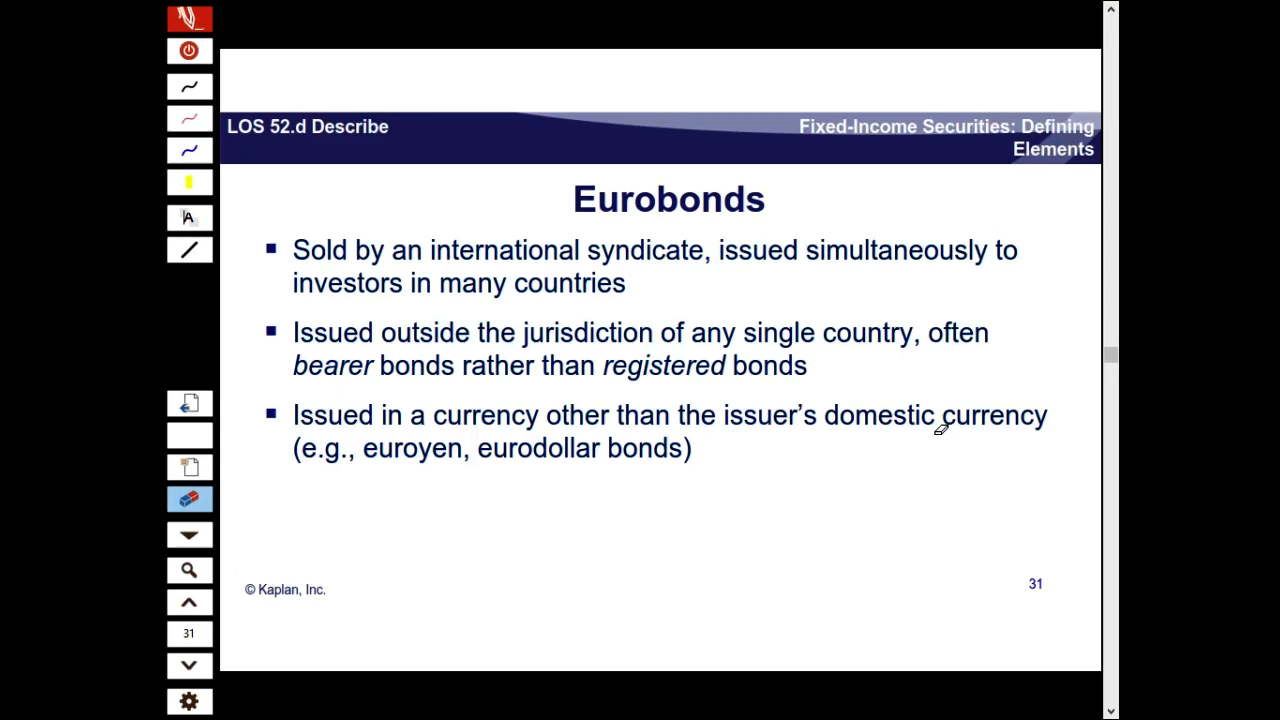 LOS 52.d Describe
Fixed-Income Securities: Defining
Elements
Eurobonds
■ Sold by an international syndicate, issued simultaneously to
investors in many countries
■ Issued outside the jurisdiction of any single country, often
bearer bonds rather than registered bonds
■ Issued in a currency other than the issuer's domestic currency
(e.g., euroyen, eurodollar bonds)
© Kaplan, Inc.
31
A
31